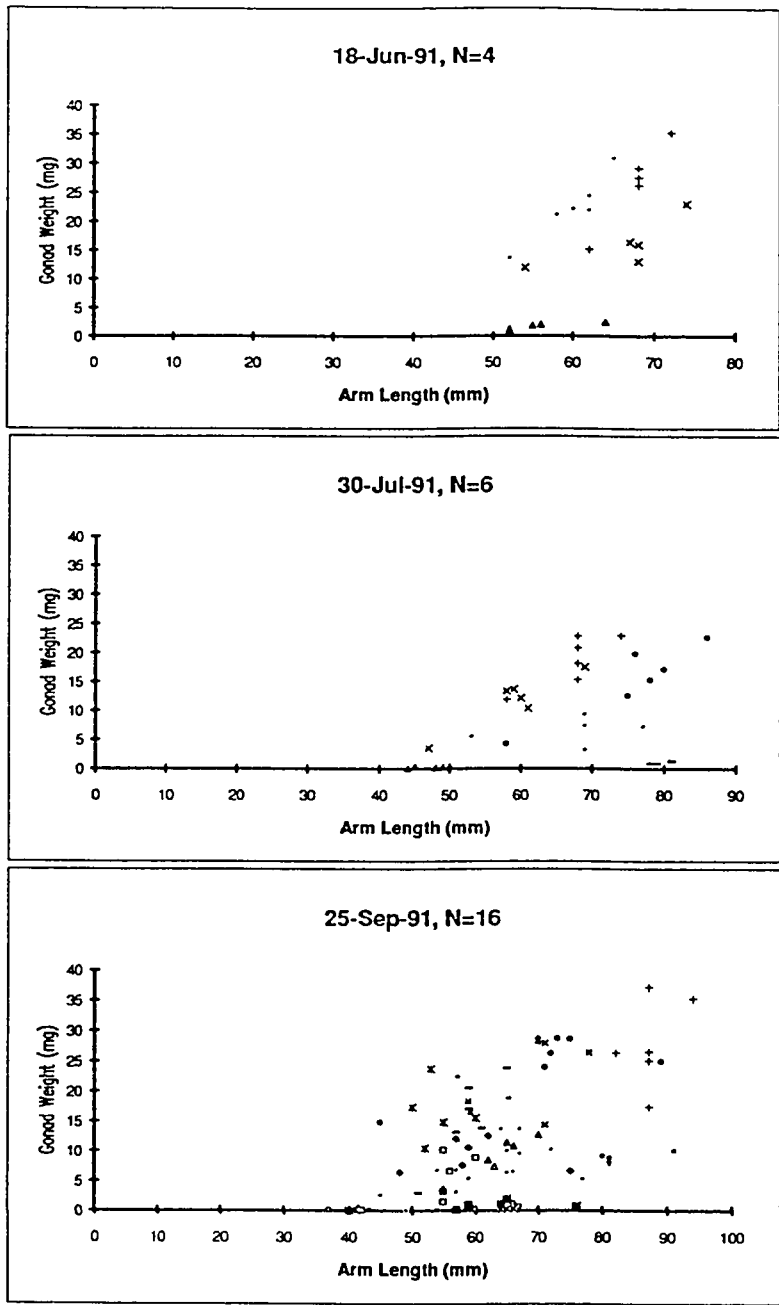 18-Jun-91, N=4
40
35
30
25
20
15
10
5
0
Gonad Weight (mg)
0 10 20 30 40 50 60 70 80
Arm Length (mm)
30-Jul-91, N=6
40
35
30
25
20
15
10
5
0
Gonad Weight (mg)
0 10 20 30 40 50 60 70 80 90
Arm Length (mm)
25-Sep-91, N=16
40
35
30
25
20
15
10
5
0
Gonad Weight (mg)
0 10 20 30 40 50 60 70 80 90 100
Arm Length (mm)